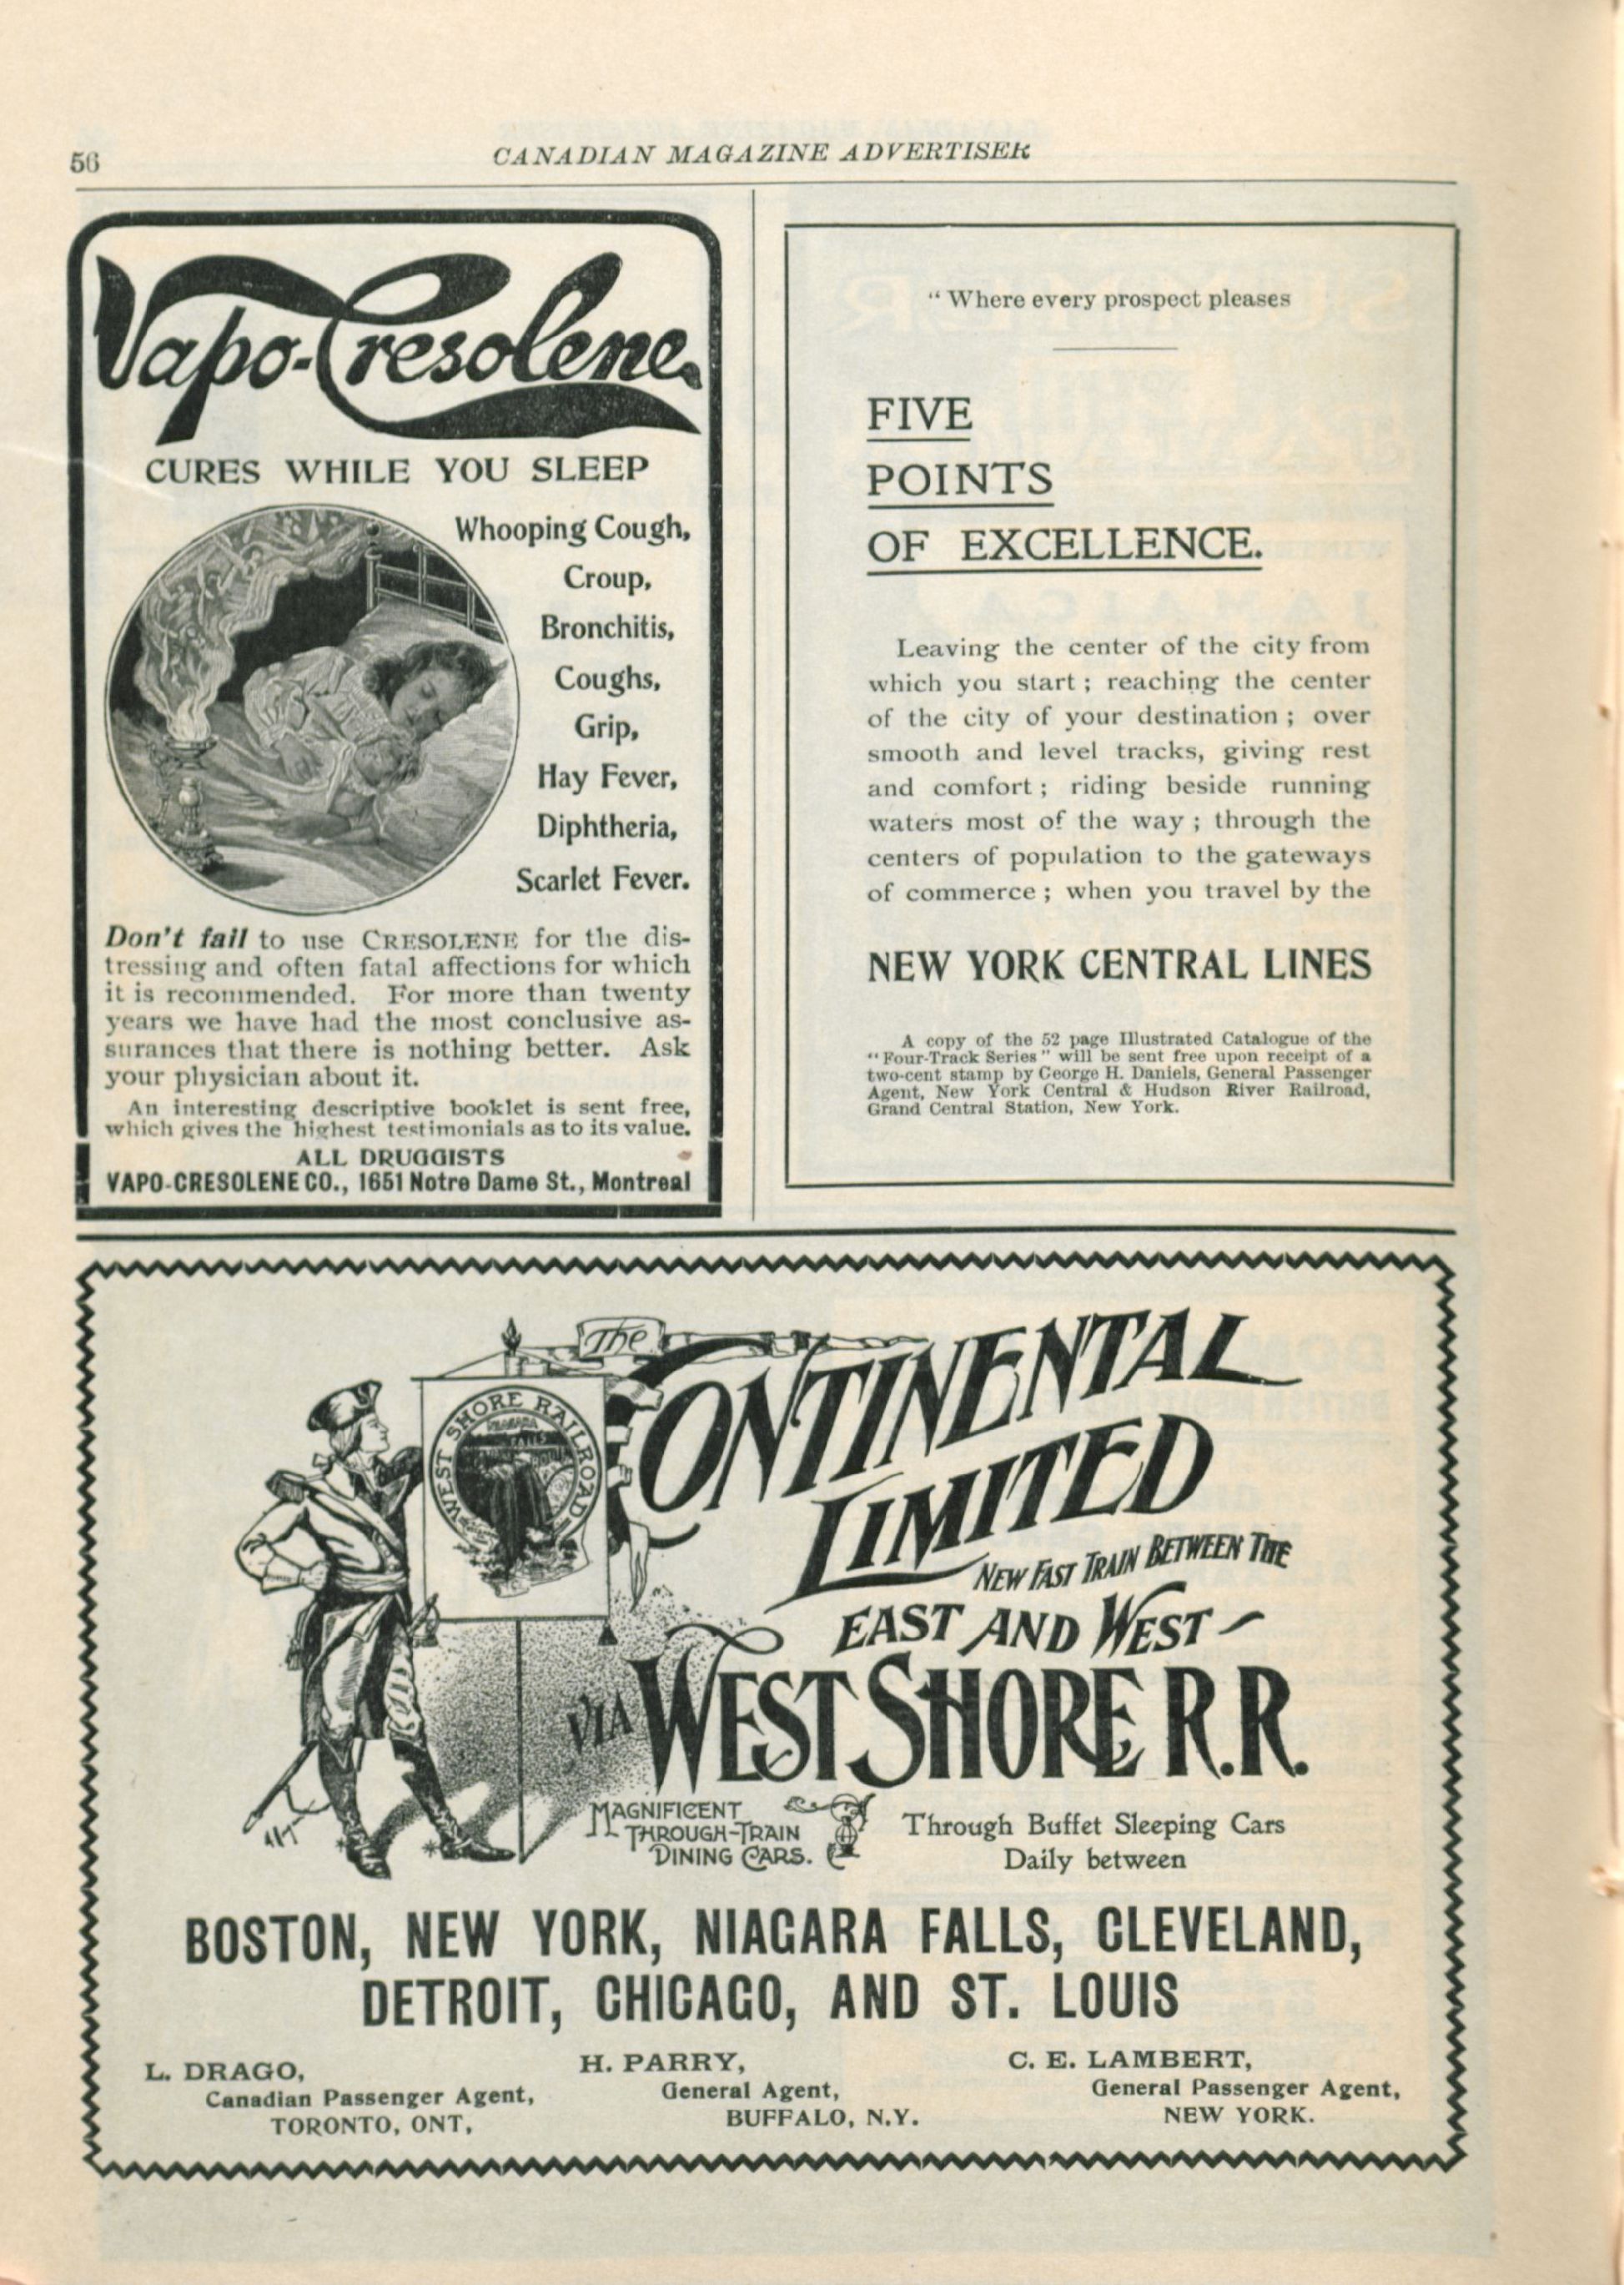 56
CANADIAN MAGAZINE ADVERTISER
Vapo-Cresolene.
CURES WHILE YOU SLEEP
Whooping Cough,
Croup,
Bronchitis,
Coughs,
Grip,
Hay Fever,
Diphtheria,
Scarlet Fever.
Don't fail to use CRESOLENE for the dis-
tressing and often fatal affections for which
it is recommended. For more than twenty
years we have had the most conclusive as-
surances that there is nothing better. Ask
your physician about it.
An interesting descriptive booklet is sent free,
which gives the highest testimonials as to its value.
ALL DRUGGISTS
VAPO-CRESOLENE CO., 1651 Notre Dame St., Montreal
“Where every prospect pleases
FIVE
POINTS
OF EXCELLENCE.
Leaving the center of the city from
which you start; reaching the center
of the city of your destination; over
smooth and level tracks, giving rest
and comfort; riding beside running
waters most of the way; through the
centers of population to the gateways
of commerce; when you travel by the
NEW YORK CENTRAL LINES
A copy of the 52 page Illustrated Catalogue of the
“Four-Track Series” will be sent free upon receipt of a
two-cent stamp by George H. Daniels, General Passenger
Agent, New York Central & Hudson River Railroad,
Grand Central Station, New York.
The
CONTINENTAL
LIMITED
NEW FAST TRAIN BETWEEN THE
EAST AND WEST
VIA WEST SHORE R.R.
WEST SHORE RAILROAD
NIAGARA
FALLS
MAGNIFICENT
THROUGH-TRAIN
DINING CARS.
Through Buffet Sleeping Cars
Daily between
BOSTON, NEW YORK, NIAGARA FALLS, CLEVELAND,
DETROIT, CHICAGO, AND ST. LOUIS
L. DRAGO,
Canadian Passenger Agent,
TORONTO, ONT,
H. PARRY,
General Agent,
BUFFALO, N.Y.
C. E. LAMBERT,
General Passenger Agent,
NEW YORK.